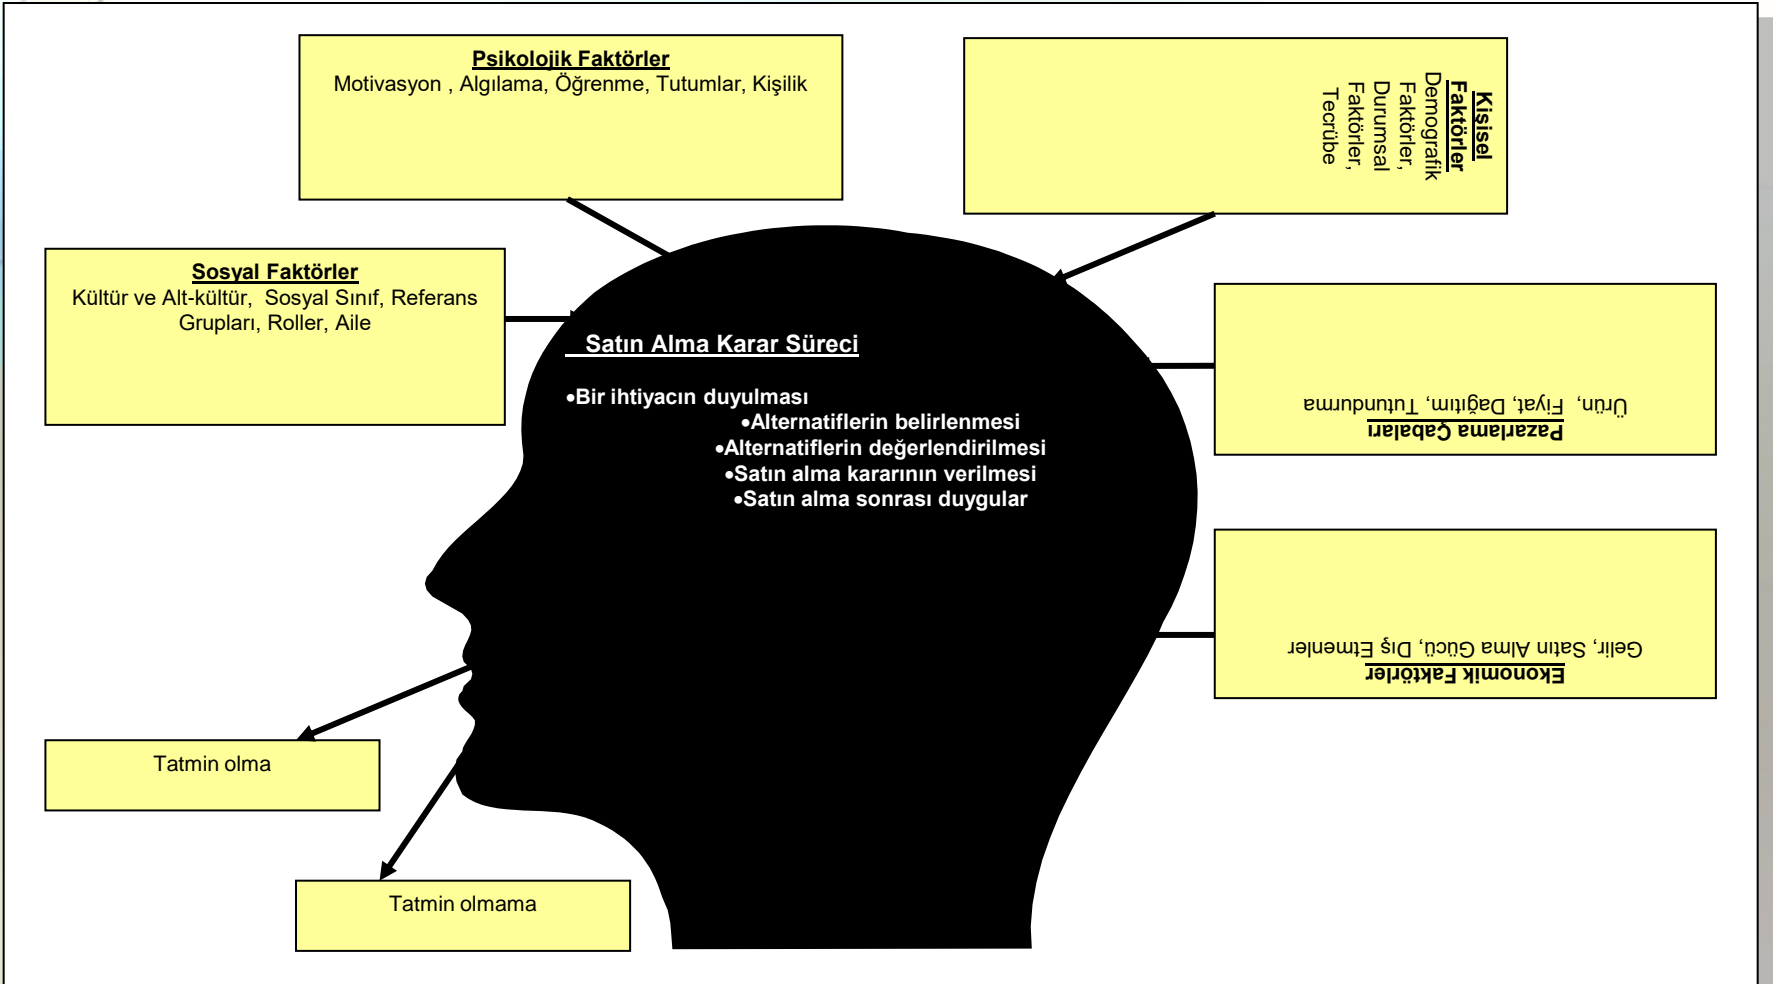 Psikolojik Faktörler
Motivasyon , Algılama, Öğrenme, Tutumlar, Kişilik
Kişisel
Faktörler
Demografik
Faktörler,
Durumsal
Faktörler,
Tecrübe
Sosyal Faktörler
Kültür ve Alt-kültür, Sosyal Sınıf, Referans
Grupları, Roller, Aile
Satın Alma Karar Süreci
•Bir ihtiyacın duyulması
•Alternatiflerin belirlenmesi
•Alternatiflerin değerlendirilmesi
•Satın alma kararının verilmesi
•Satın alma sonrası duygular
Pazarlama Çabaları
Ürün, Fiyat, Dağıtım, Tutundurma
Ekonomik Faktörler
Gelir, Satın Alma Gücü, Dış Etmenler
Tatmin olma
Tatmin olmama